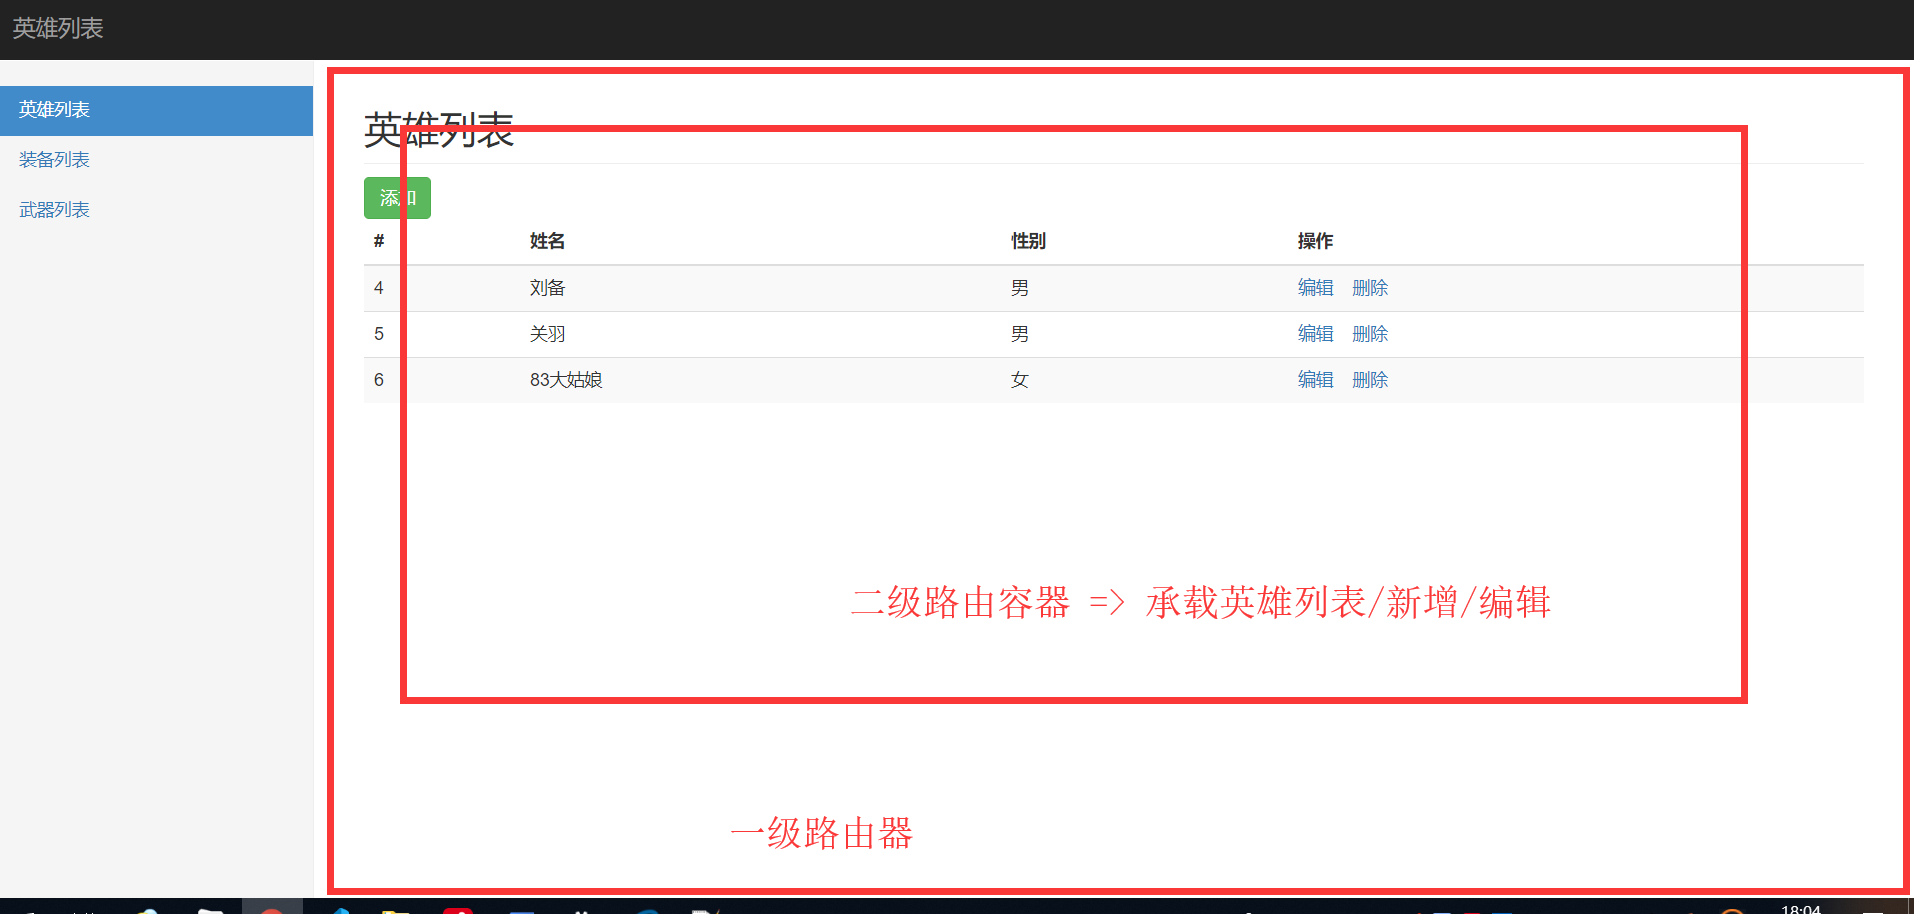 英雄列表
英雄列表
装备列表
武器列表
英雄列表
添加
# 姓名 性别 操作
4 刘备 男 编辑 删除
5 关羽 男 编辑 删除
6 83大姑娘 女 编辑 删除
二级路由容器 => 承载英雄列表/新增/编辑
一级路由器
18:04